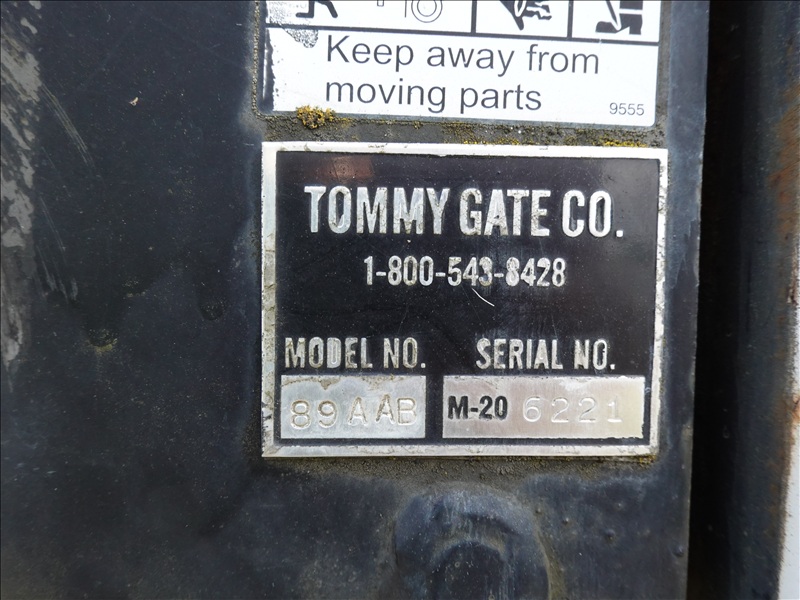 Keep away from
moving parts
9555
TOMMY GATE CO.
1-800-543-8428
MODEL NO. SERIAL NO.
89AAB M-20 6221